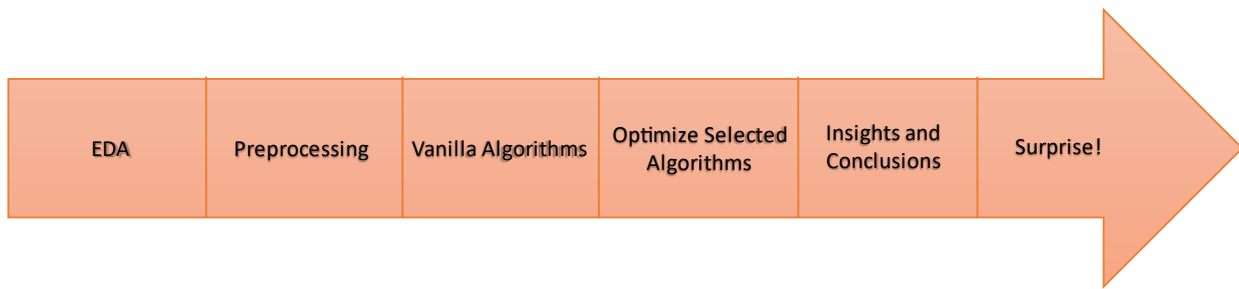 EDA
Preprocessing
Vanilla Algorithms
Optimize Selected
Algorithms
Insights and
Conclusions
Surprise!